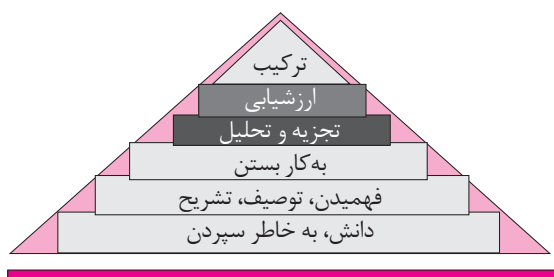 ترکیب
ارزشیابی
تجزیه و تحلیل
به‌کار بستن
فهمیدن، توصیف، تشریح
دانش، به خاطر سپردن